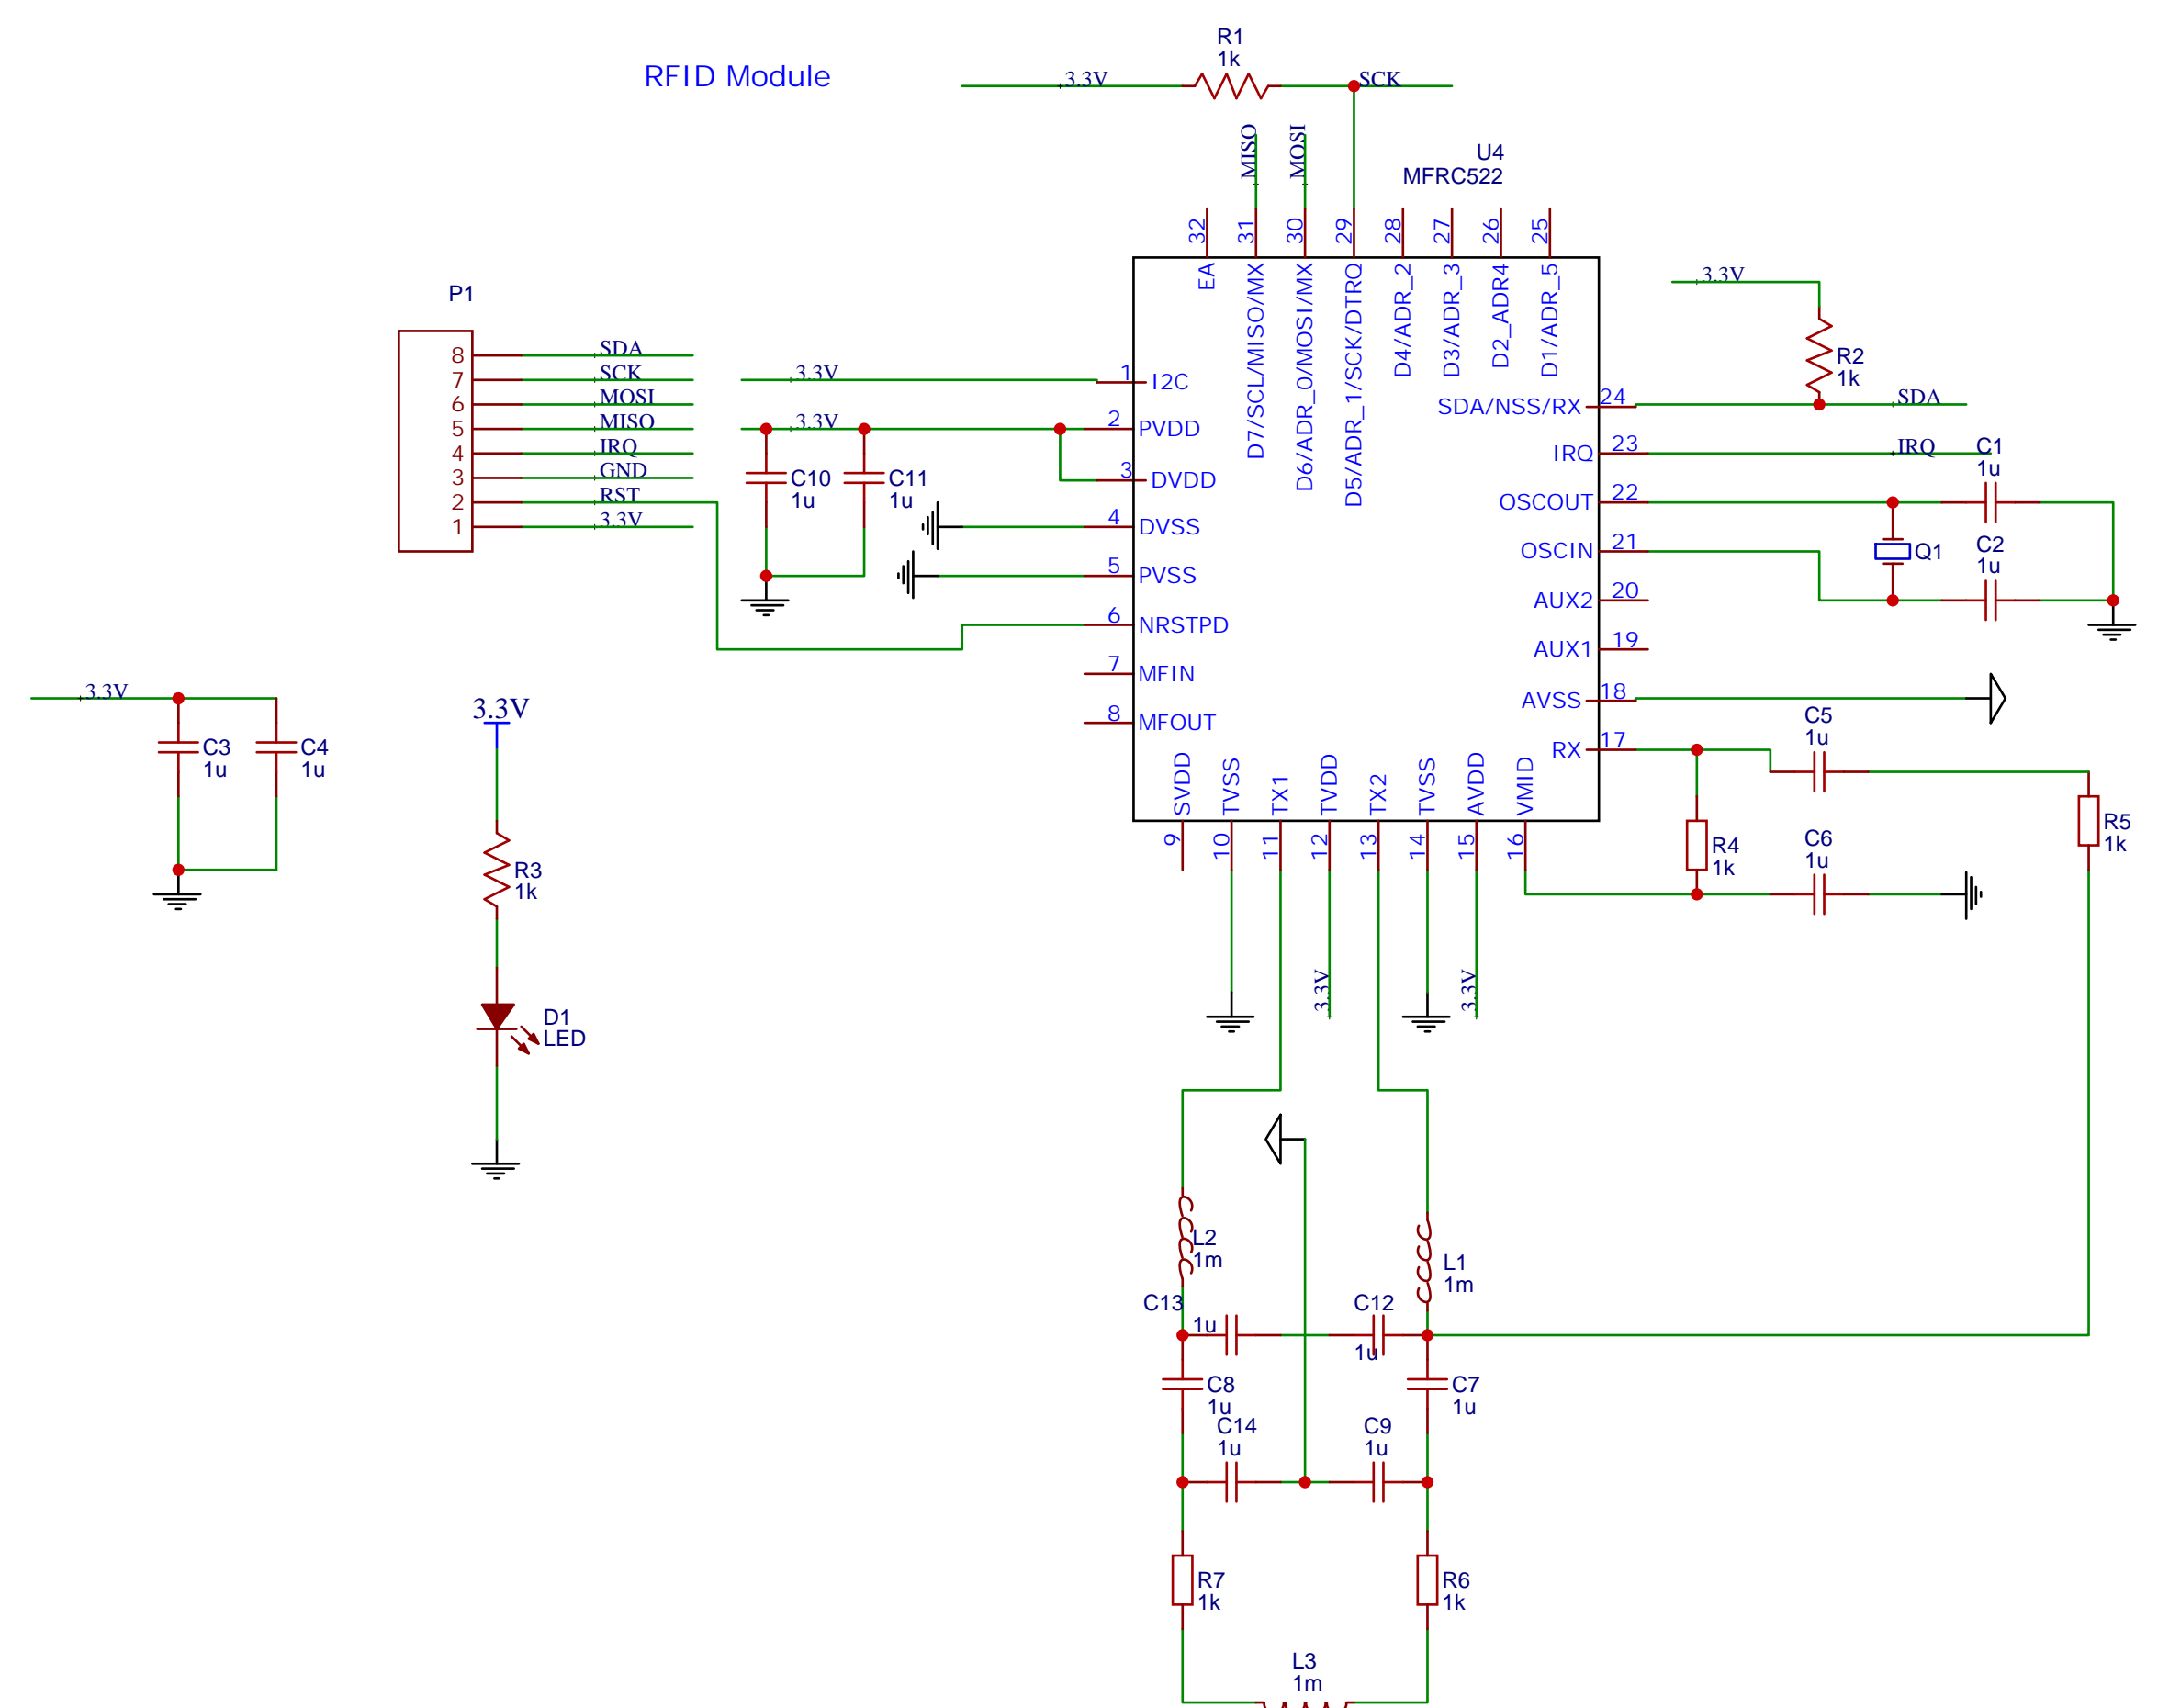 RFID Module
R1
1k
3.3V
SCK
MISO
MOSI
U4
MFRC522
32
31
30
29
28
27
26
25
EA
D7/SCL/MISO/MX
D6/ADR_0/MOSI/MX
D5/ADR_1/SCK/DTRQ
D4/ADR_2
D3/ADR_3
D2_ADR4
D1/ADR_5
P1
8 SDA
7 SCK
6 MOSI
5 MISO
4 IRQ
3 GND
2 RST
1 3.3V
3.3V
1 I2C
3.3V
2 PVDD
3 DVDD
C10
1u
C11
1u
4 DVSS
5 PVSS
6 NRSTPD
7 MFIN
8 MFOUT
3.3V
R2
1k
SDA/NSS/RX 24
SDA
IRQ 23
IRQ
C1
1u
OSCOUT 22
OSCIN 21
Q1
C2
1u
AUX2 20
AUX1 19
AVSS 18
RX 17
C5
1u
R4
1k
C6
1u
R5
1k
SVDD
TVSS
TX1
TVDD
TX2
TVSS
AVDD
VMID
9
10
11
12
13
14
15
16
3.3V
3.3V
3.3V
C3
1u
C4
1u
3.3V
R3
1k
D1
LED
L2
1m
L1
1m
C13
1u
C12
1u
C8
1u
C7
1u
C14
1u
C9
1u
R7
1k
R6
1k
L3
1m